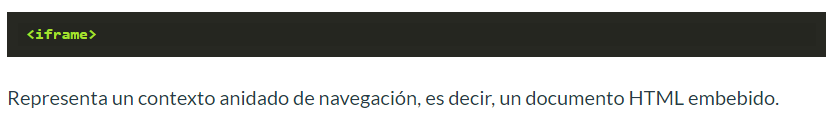 <iframe>
Representa un contexto anidado de navegación, es decir, un documento HTML embebido.